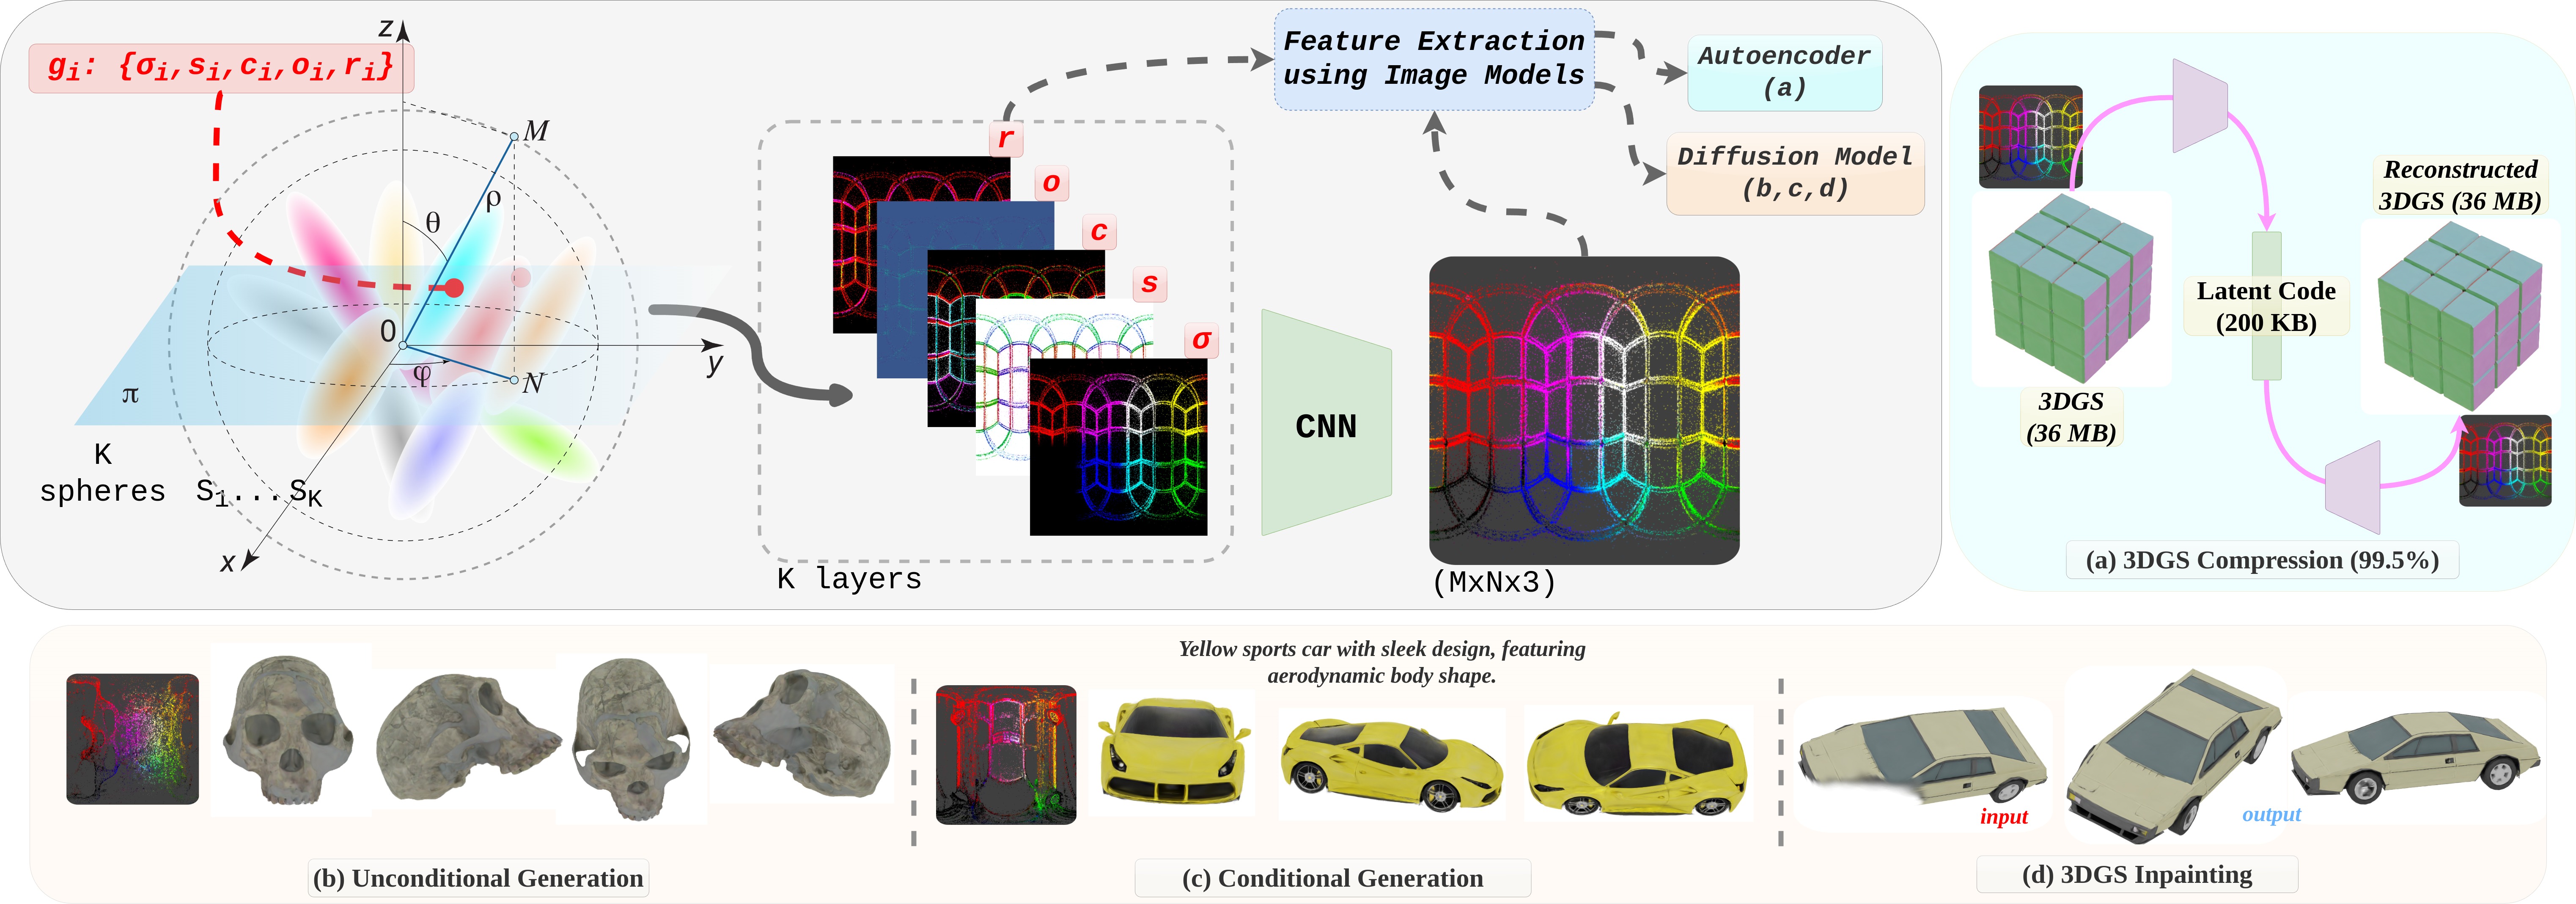 g_i: {σ_i,s_i,c_i,o_i,r_i}
z
M
ρ
θ
0
y
φ
N
π
K
spheres S_i...S_K
x
r
o
c
s
σ
K layers
CNN
(MxNx3)
Feature Extraction
using Image Models
Autoencoder
(a)
Diffusion Model
(b,c,d)
3DGS
(36 MB)
Latent Code
(200 KB)
Reconstructed
3DGS (36 MB)
(a) 3DGS Compression (99.5%)
(b) Unconditional Generation
Yellow sports car with sleek design, featuring
aerodynamic body shape.
(c) Conditional Generation
input
output
(d) 3DGS Inpainting